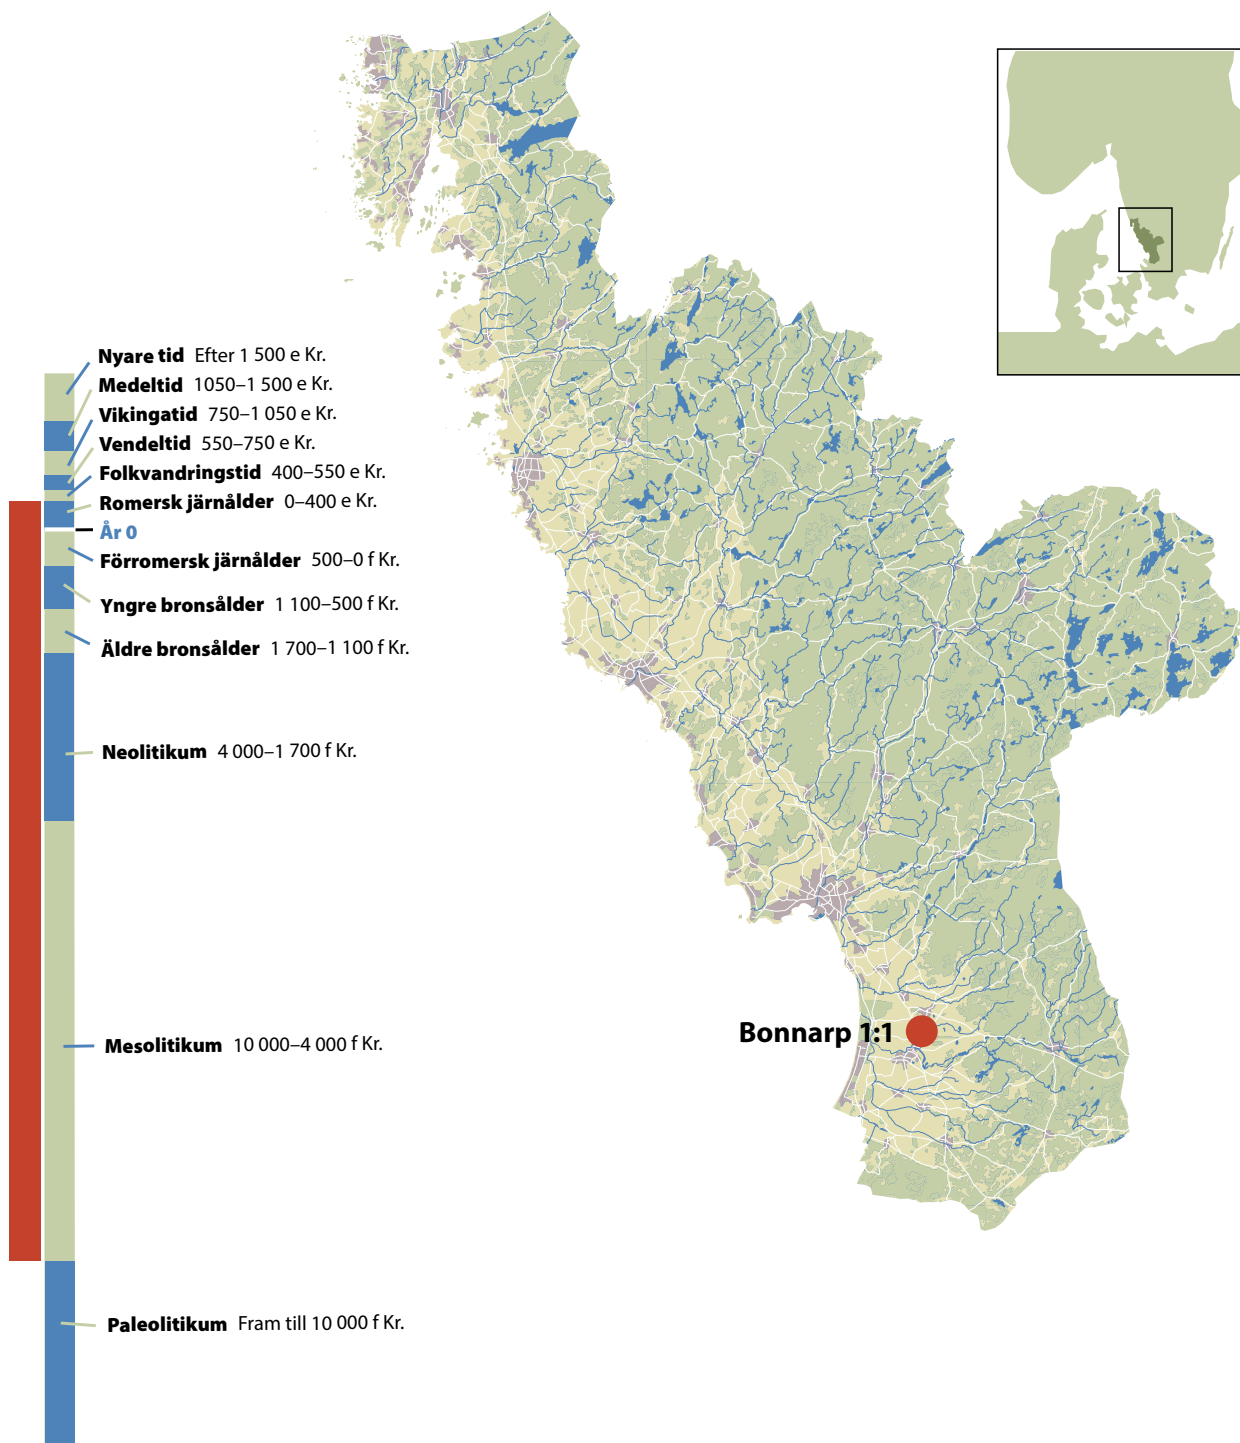 Nyare tid Efter 1 500 e Kr.
Medeltid 1050–1 500 e Kr.
Vikingatid 750–1 050 e Kr.
Vendeltid 550–750 e Kr.
Folkvandringstid 400–550 e Kr.
Romersk järnålder 0–400 e Kr.
År 0
Förromersk järnålder 500–0 f Kr.
Yngre bronsålder 1 100–500 f Kr.
Äldre bronsålder 1 700–1 100 f Kr.
Neolitikum 4 000–1 700 f Kr.
Mesolitikum 10 000–4 000 f Kr.
Paleolitikum Fram till 10 000 f Kr.
Bonnarp 1:1